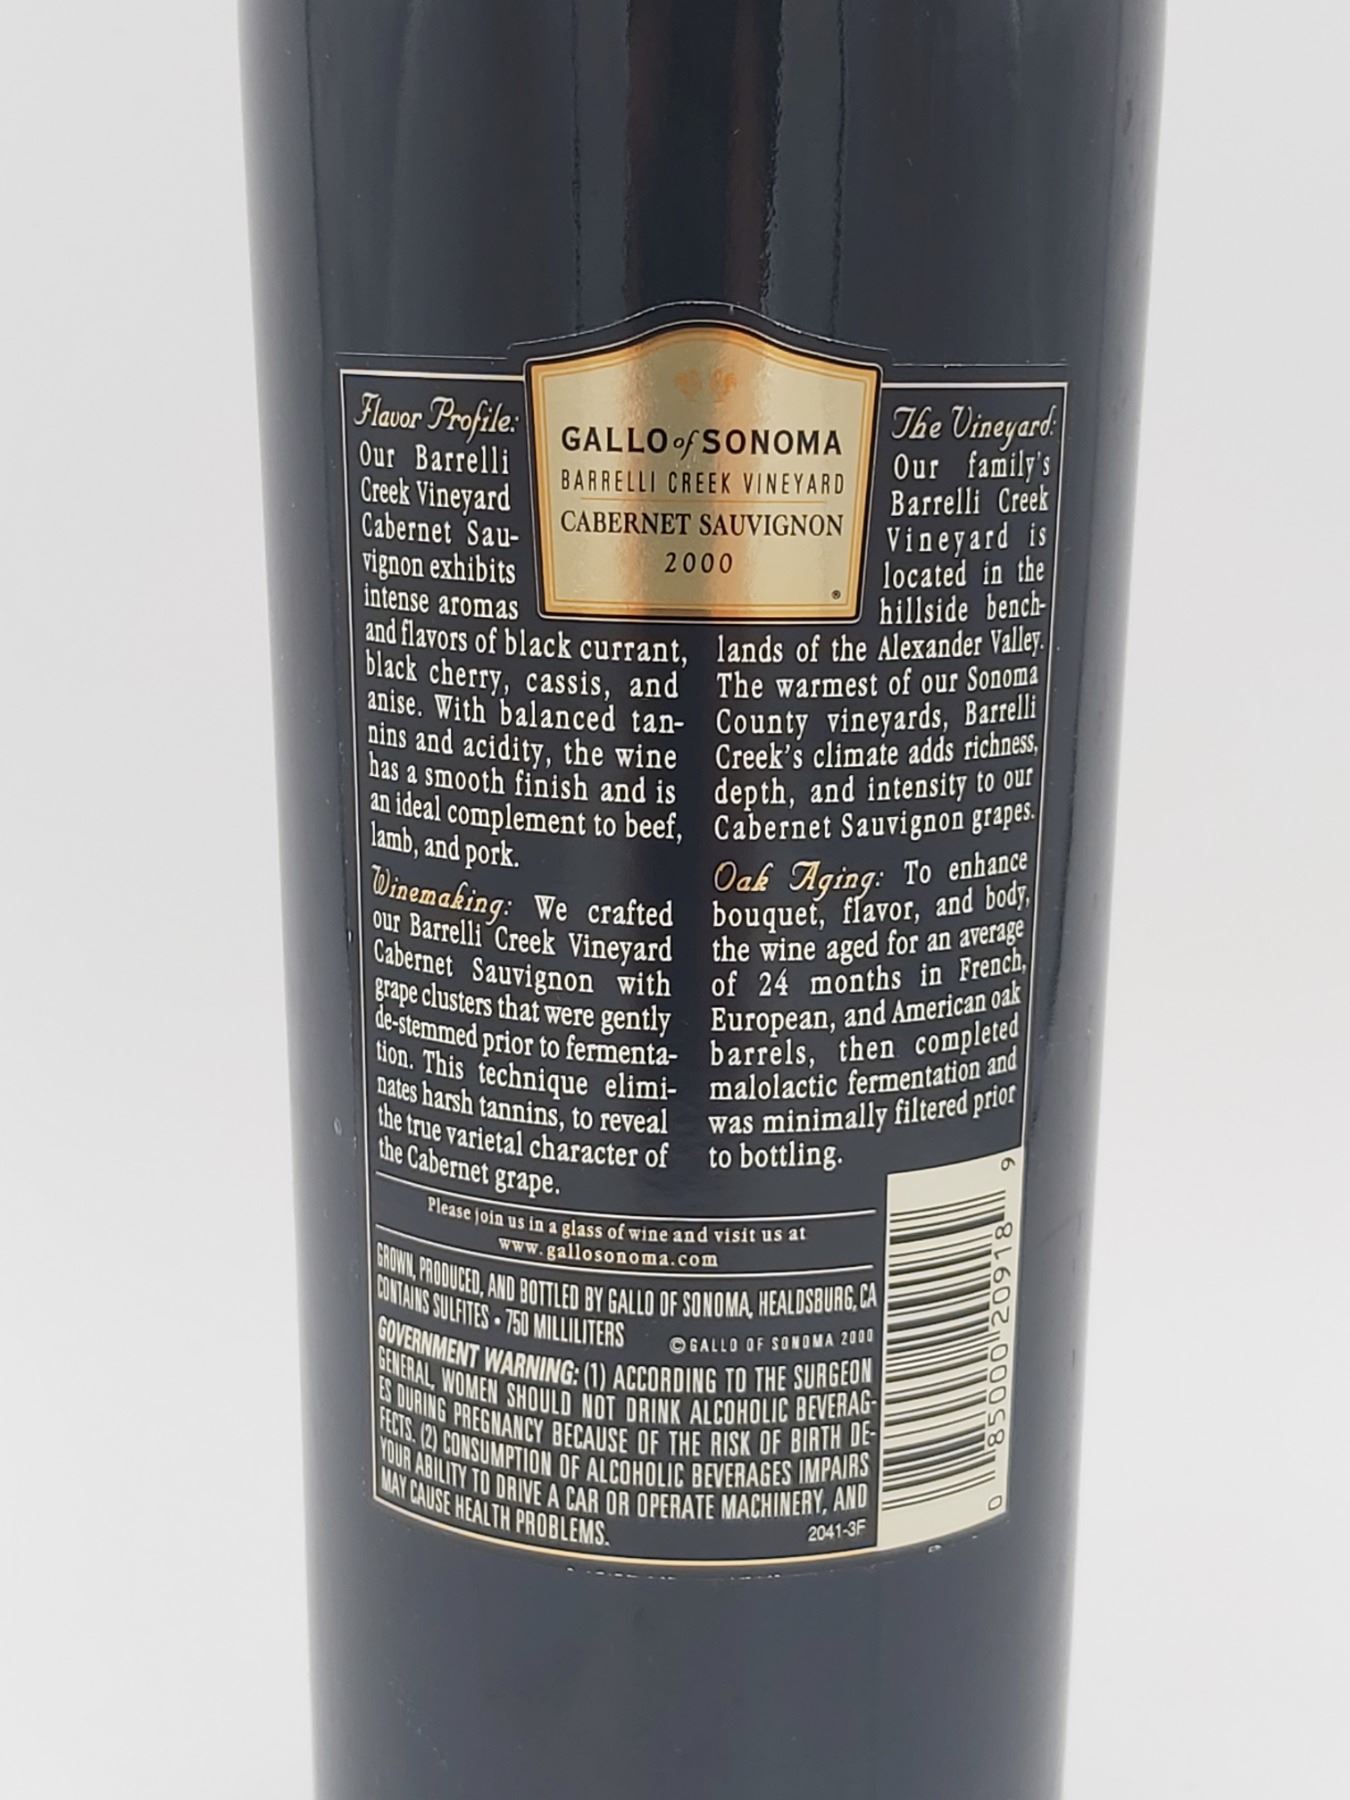 GALLO of SONOMA
BARRELLI CREEK VINEYARD
CABERNET SAUVIGNON
2000
®
Flavor Profile:
Our Barrelli
Creek Vineyard
Cabernet Sau-
vignon exhibits
intense aromas
and flavors of black currant,
black cherry, cassis, and
anise. With balanced tan-
nins and acidity, the wine
has a smooth finish and is
an ideal complement to beef,
lamb, and pork.
Winemaking: We crafted
our Barrelli Creek Vineyard
Cabernet Sauvignon with
grape clusters that were gently
de-stemmed prior to fermenta-
tion. This technique elimi-
nates harsh tannins, to reveal
the true varietal character of
the Cabernet grape.
The Vineyard:
Our family's
Barrelli Creek
Vineyard is
located in the
hillside bench-
lands of the Alexander Valley.
The warmest of our Sonoma
County vineyards, Barrelli
Creek's climate adds richness,
depth, and intensity to our
Cabernet Sauvignon grapes.
Oak Aging: To enhance
bouquet, flavor, and body,
the wine aged for an average
of 24 months in French,
European, and American oak
barrels, then completed
malolactic fermentation and
was minimally filtered prior
to bottling.
Please join us in a glass of wine and visit us at
www.gallosonoma.com
GROWN, PRODUCED, AND BOTTLED BY GALLO OF SONOMA, HEALDSBURG, CA
CONTAINS SULFITES • 750 MILLILITERS
©GALLO OF SONOMA 2000
GOVERNMENT WARNING: (1) ACCORDING TO THE SURGEON
GENERAL, WOMEN SHOULD NOT DRINK ALCOHOLIC BEVERAG-
ES DURING PREGNANCY BECAUSE OF THE RISK OF BIRTH DE-
FECTS. (2) CONSUMPTION OF ALCOHOLIC BEVERAGES IMPAIRS
YOUR ABILITY TO DRIVE A CAR OR OPERATE MACHINERY, AND
MAY CAUSE HEALTH PROBLEMS.
2041-3F
0 85000 20918 9